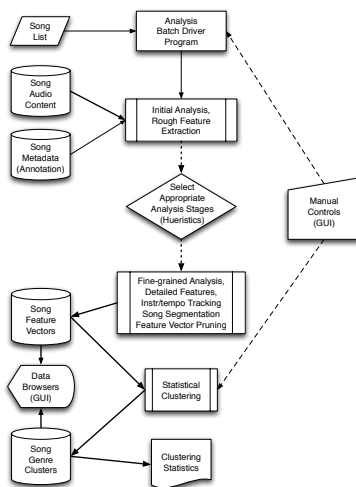 Song
List
Analysis
Batch Driver
Program
Song
Audio
Content
Initial Analysis,
Rough Feature
Extraction
Song
Metadata
(Annotation)
Select
Appropriate
Analysis Stages
(Hueristics)
Manual
Controls
(GUI)
Fine-grained Analysis,
Detailed Features,
Instr/tempo Tracking
Song Segmentation
Feature Vector Pruning
Song
Feature
Vectors
Data
Browsers
(GUI)
Statistical
Clustering
Song
Genre
Clusters
Clustering
Statistics